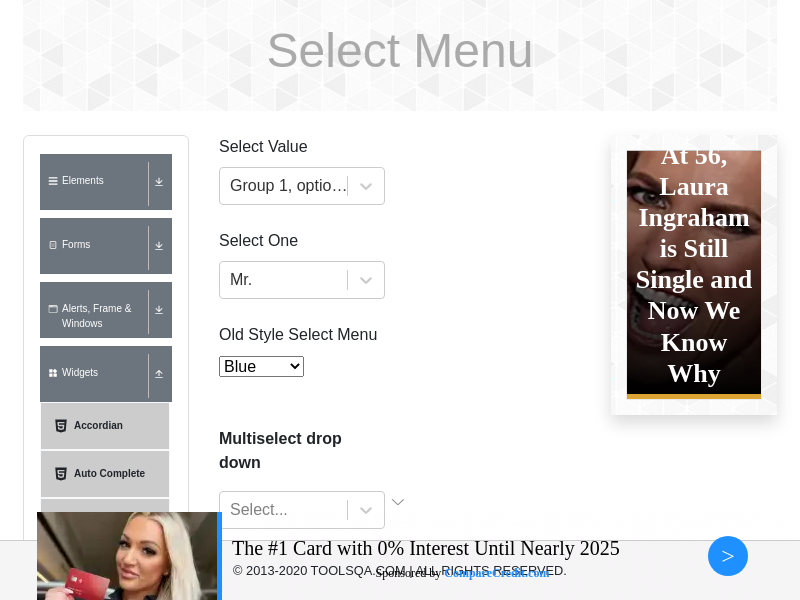 Select Menu
Elements
Forms
Alerts, Frame &
Windows
Widgets
Accordian
Auto Complete
Select Value
Group 1, optio…
Select One
Mr.
Old Style Select Menu
Blue
Multiselect drop
down
Select...
At 56,
Laura
Ingraham
is Still
Single and
Now We
Know
Why
The #1 Card with 0% Interest Until Nearly 2025
© 2013-2020 TOOLSQA.COM | ALL RIGHTS RESERVED.
Sponsored by CompareCredit.com
>